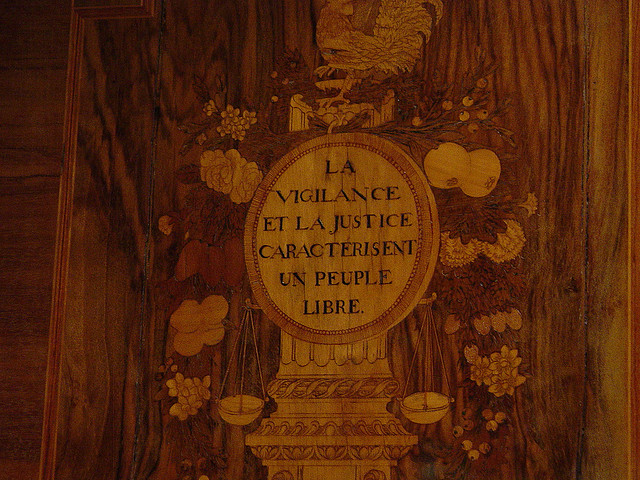 LA
VIGILANCE
ET LA JUSTICE
CARACTÉRISENT
UN PEUPLE
LIBRE.